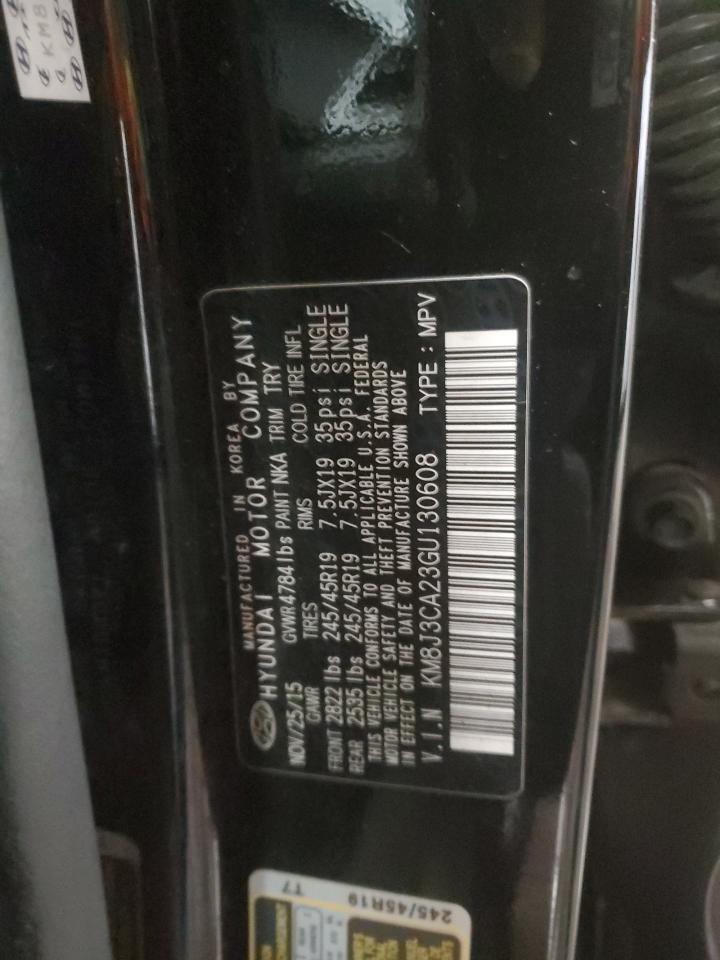 MANUFACTURED IN KOREA BY
HYUNDAI MOTOR COMPANY
NOV/25/15 GVWR 4784 lbs PAINT NKA TRIM TRY
GAWR TIRES RIMS COLD TIRE INFL
FRONT 2822 lbs 245/45R19 7.5JX19 35psi SINGLE
REAR 2535 lbs 245/45R19 7.5JX19 35psi SINGLE
THIS VEHICLE CONFORMS TO ALL APPLICABLE U.S.A. FEDERAL
MOTOR VEHICLE SAFETY AND THEFT PREVENTION STANDARDS
IN EFFECT ON THE DATE OF MANUFACTURE SHOWN ABOVE
V.I.N KM8J3CA23GU130608 TYPE : MPV
KM8
T7
245/45R19